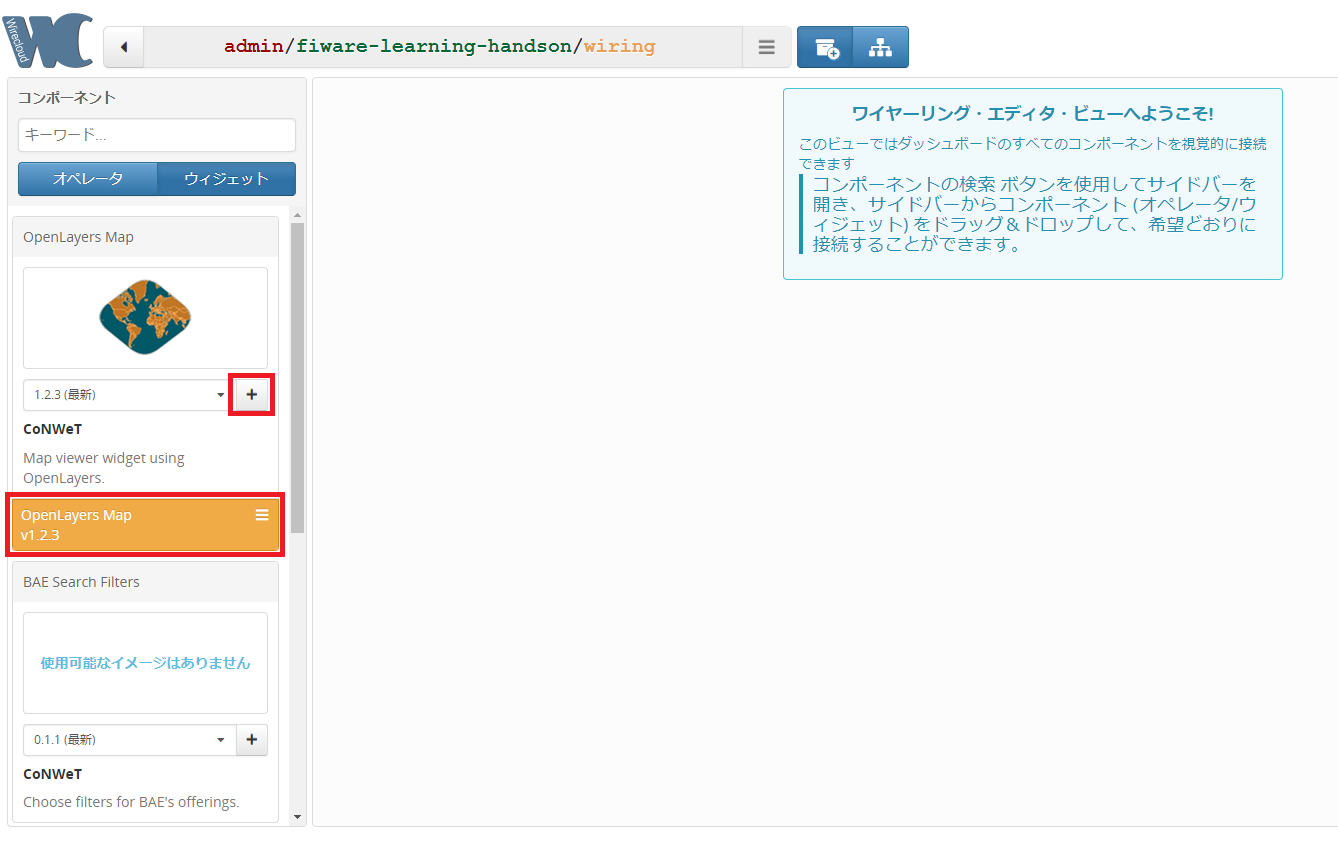 Wirecloud
WC
admin/fiware-learning-handson/wiring
コンポーネント
キーワード...
オペレータ
ウィジェット
OpenLayers Map
1.2.3 (最新)
+
CoNWeT
Map viewer widget using
OpenLayers.
OpenLayers Map
v1.2.3
BAE Search Filters
使用可能なイメージはありません
0.1.1 (最新)
+
CoNWeT
Choose filters for BAE's offerings.
ワイヤーリング・エディタ・ビューへようこそ!
このビューではダッシュボードのすべてのコンポーネントを視覚的に接続
できます
コンポーネントの検索 ボタンを使用してサイドバーを
開き、サイドバーからコンポーネント (オペレータ/ウ
ィジェット) をドラッグ＆ドロップして、希望どおりに
接続することができます。